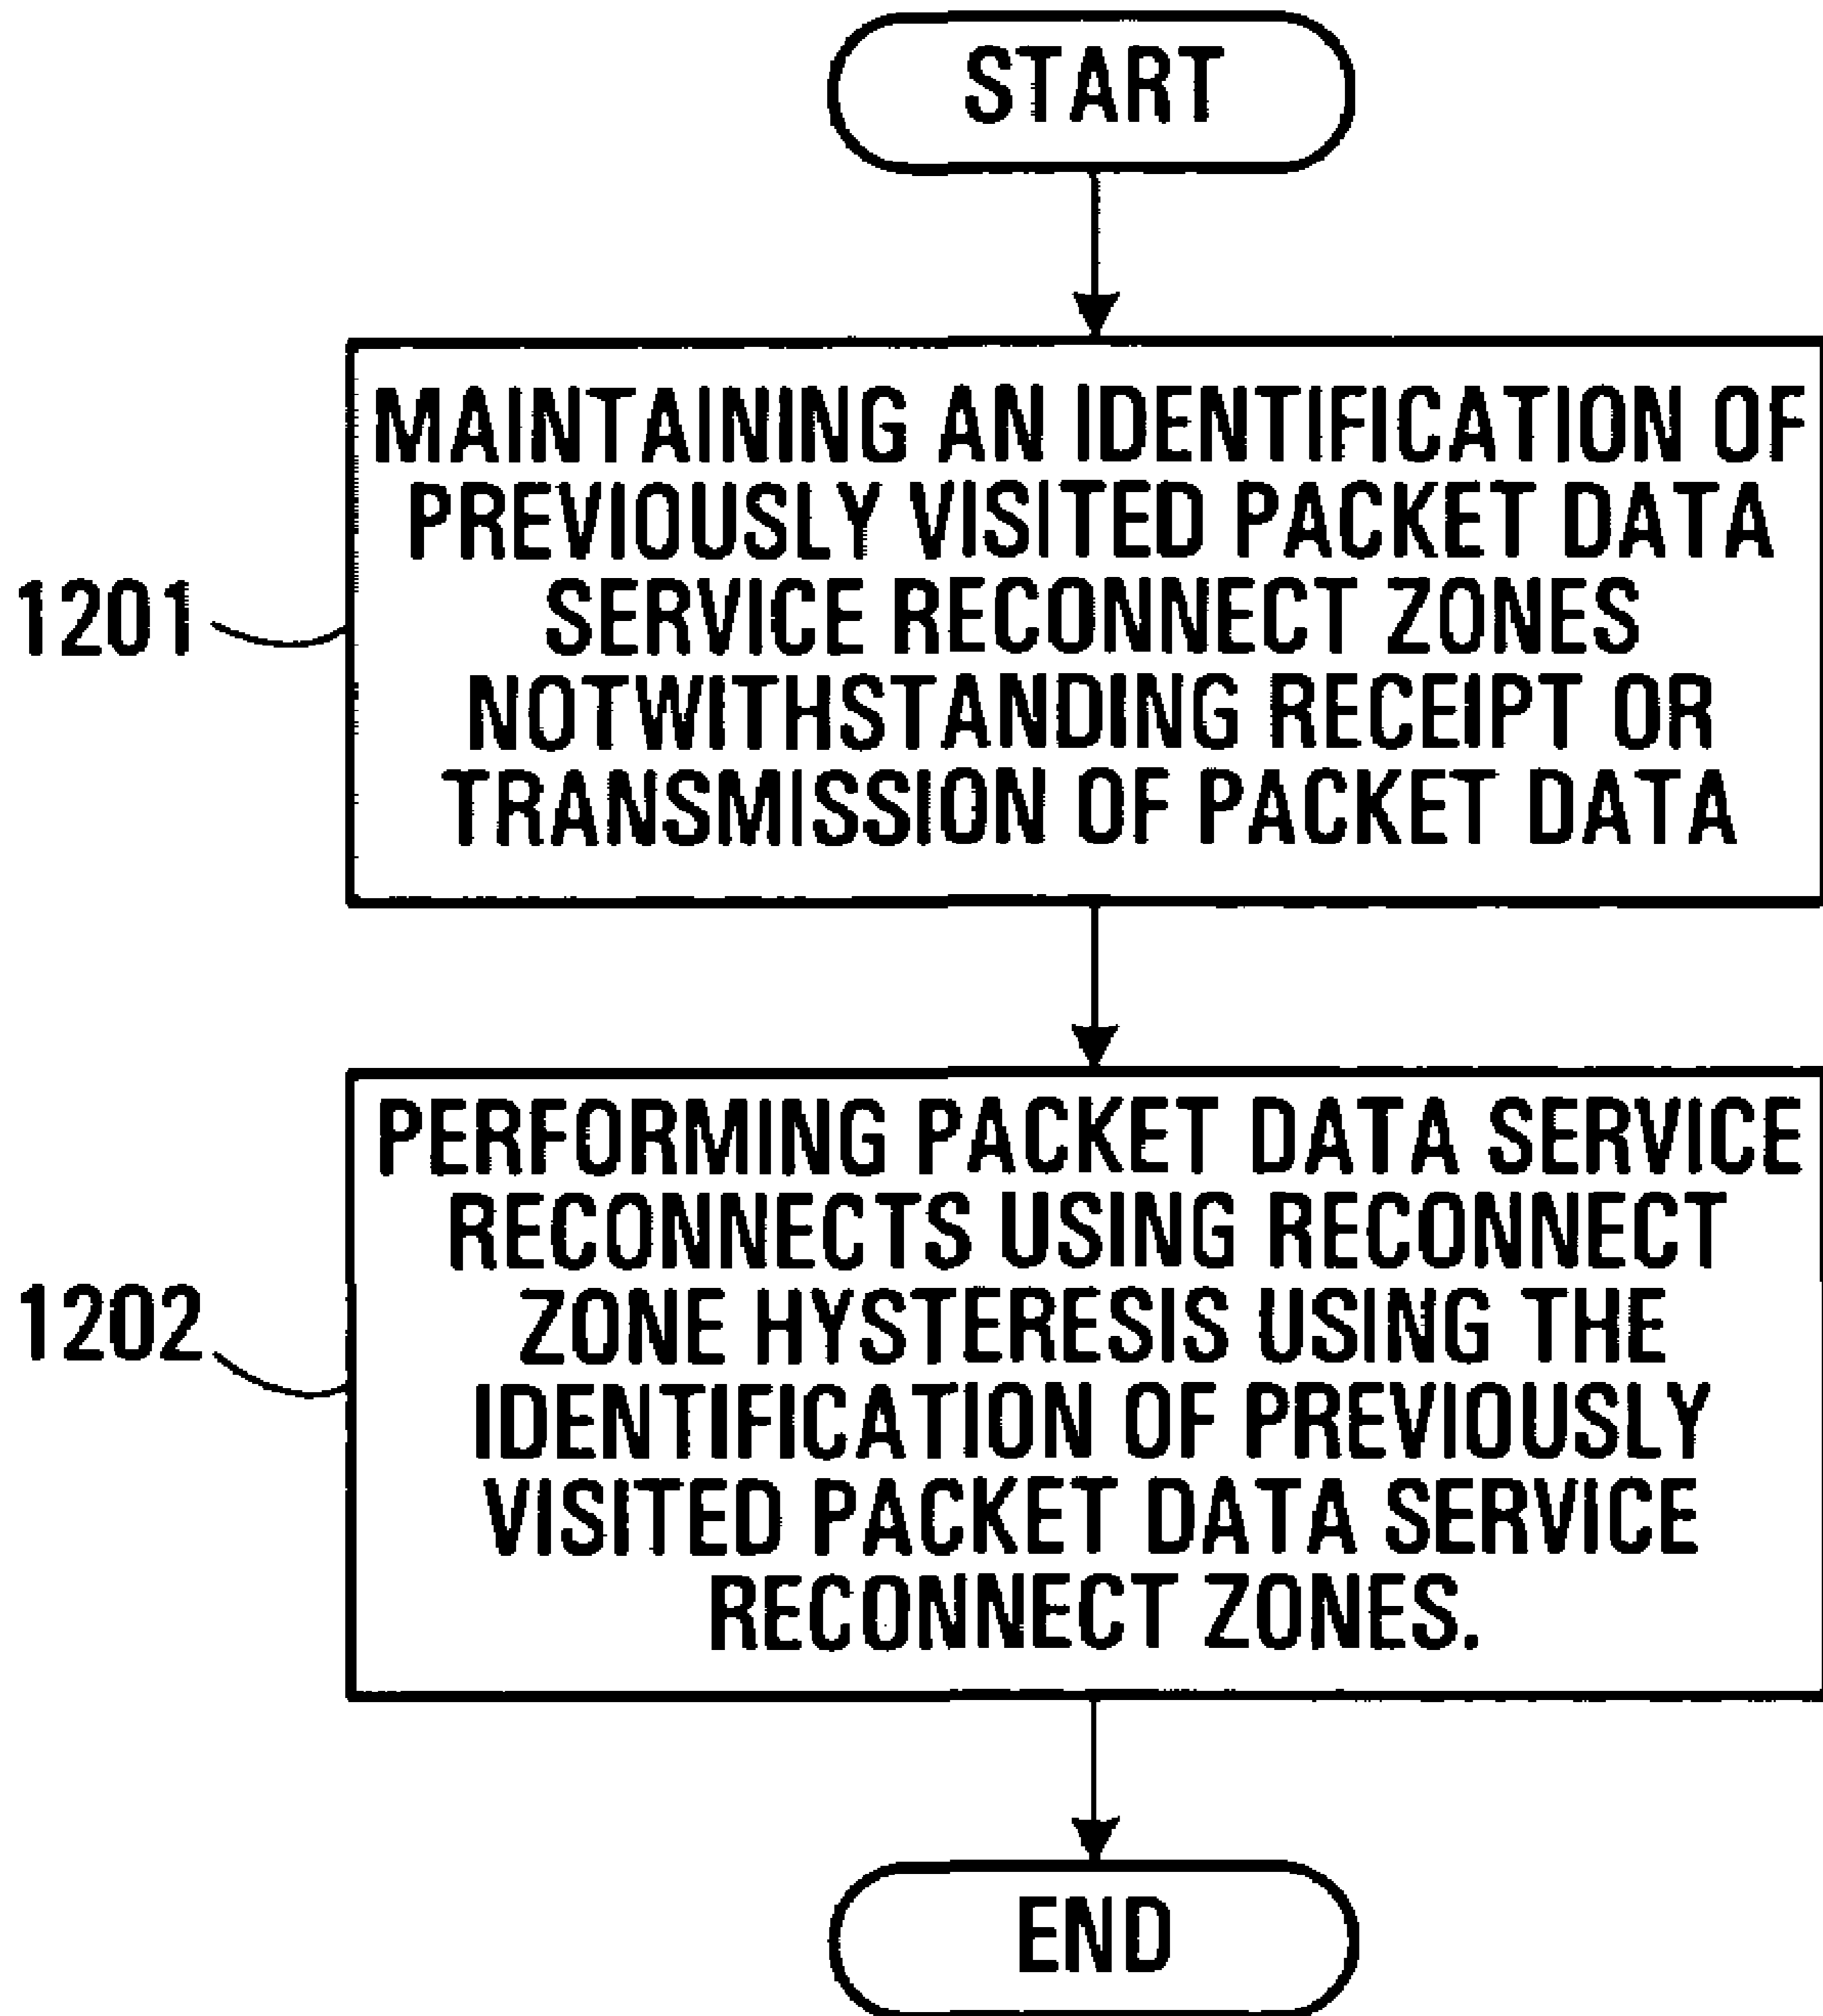 START
MAINTAINING AN IDENTIFICATION OF
PREVIOUSLY VISITED PACKET DATA
SERVICE RECONNECT ZONES
NOTWITHSTANDING RECEIPT OR
TRANSMISSION OF PACKET DATA
1201
PERFORMING PACKET DATA SERVICE
RECONNECTS USING RECONNECT
ZONE HYSTERESIS USING THE
IDENTIFICATION OF PREVIOUSLY
VISITED PACKET DATA SERVICE
RECONNECT ZONES.
1202
END